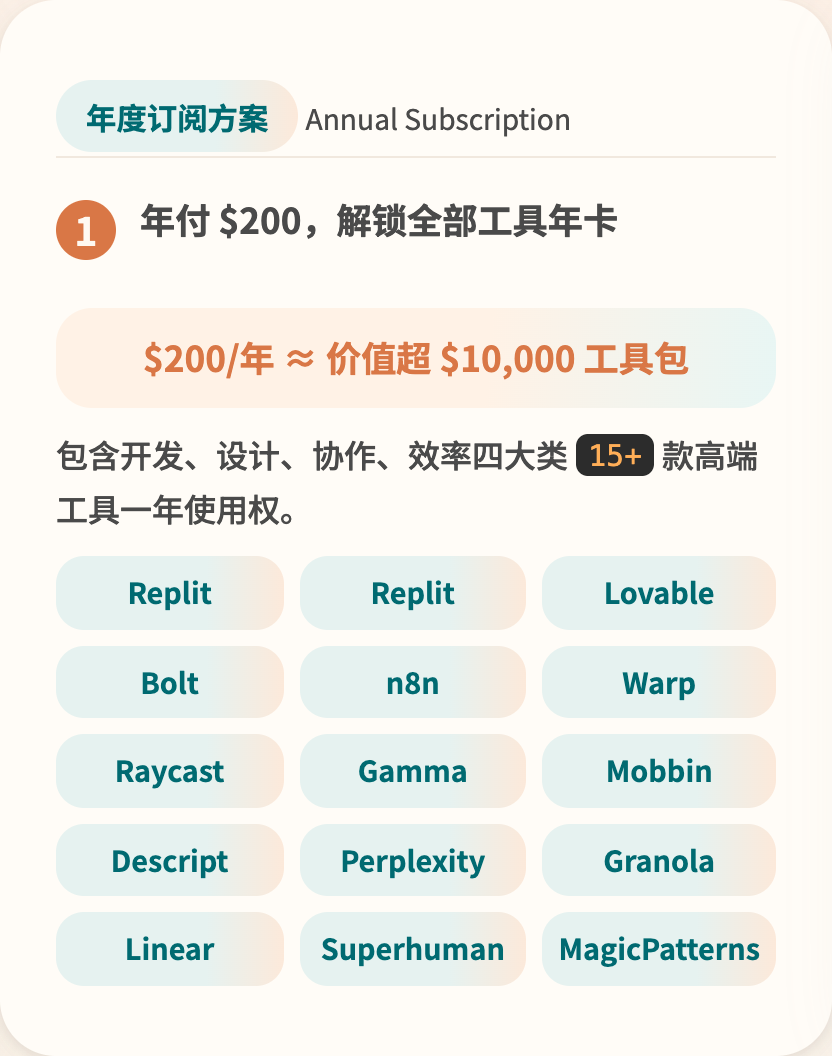 年度订阅方案 Annual Subscription
1 年付 $200，解锁全部工具年卡
$200/年 ≈ 价值超 $10,000 工具包
包含开发、设计、协作、效率四大类 15+ 款高端
工具一年使用权。
Replit Replit Lovable
Bolt n8n Warp
Raycast Gamma Mobbin
Descript Perplexity Granola
Linear Superhuman MagicPatterns